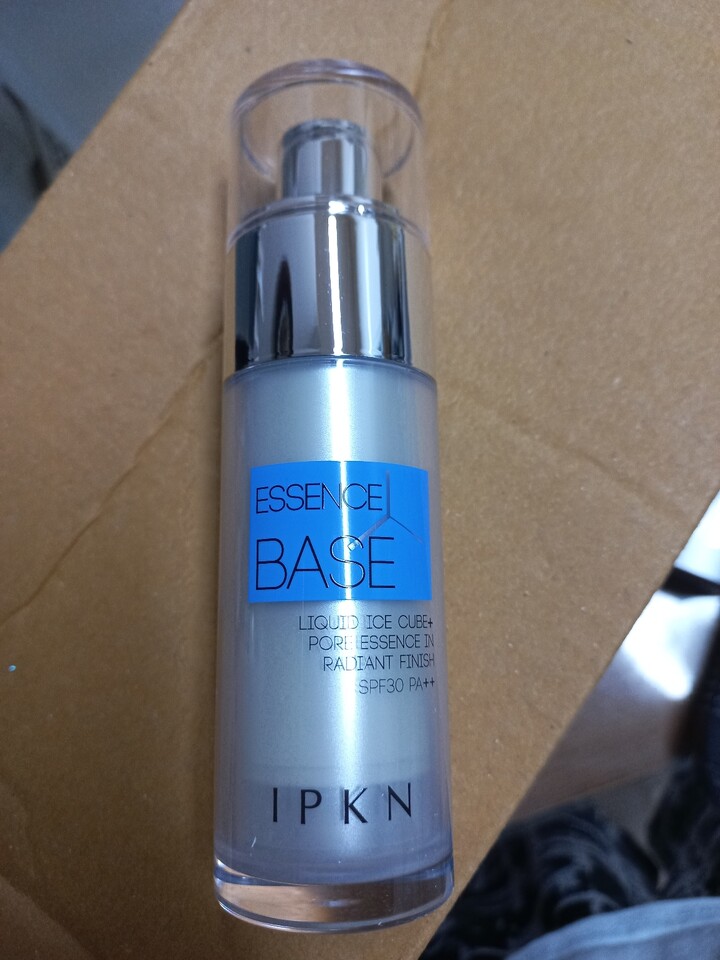 ESSENCE
BASE
LIQUID ICE CUBE+
PORE ESSENCE IN
RADIANT FINISH
SPF30 PA++
IPKN